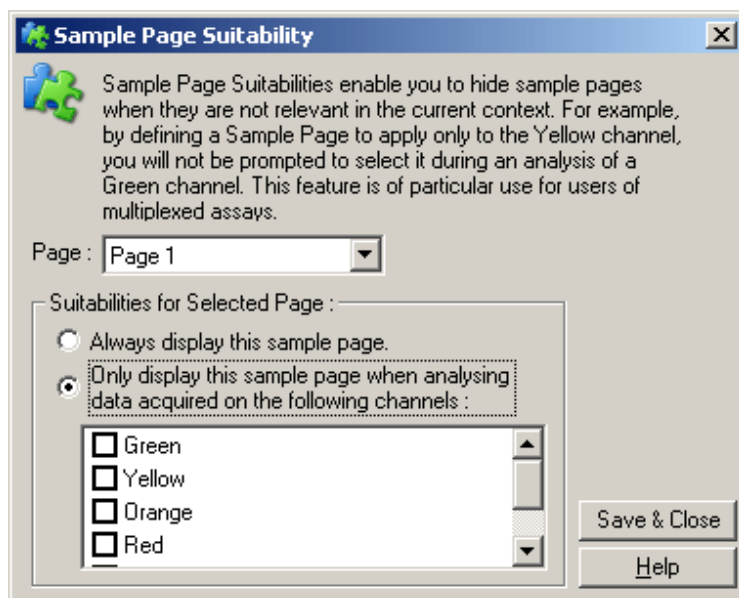 Sample Page Suitability
Sample Page Suitabilities enable you to hide sample pages
when they are not relevant in the current context. For example,
by defining a Sample Page to apply only to the Yellow channel,
you will not be prompted to select it during an analysis of a
Green channel. This feature is of particular use for users of
multiplexed assays.
Page : Page 1
Suitabilities for Selected Page :
Always display this sample page.
Only display this sample page when analysing
data acquired on the following channels :
Green
Yellow
Orange
Red
Save & Close
Help